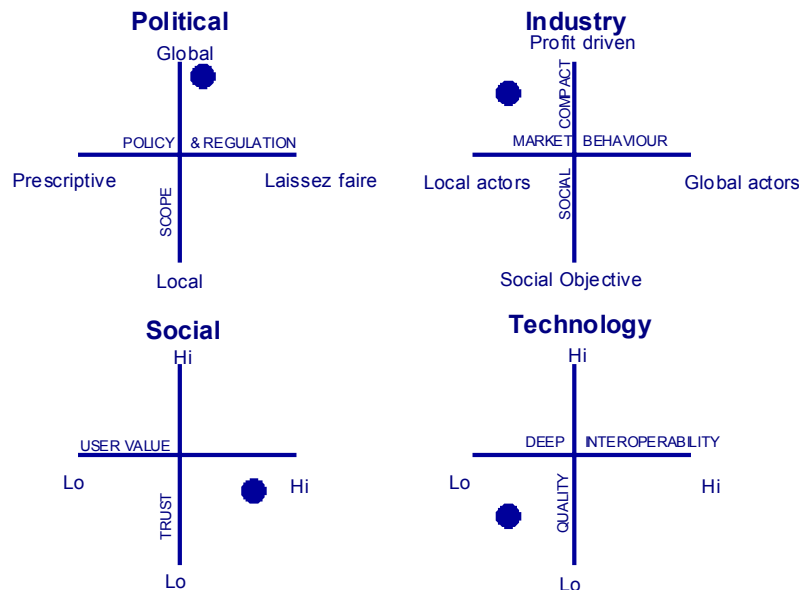 Political
Global
POLICY & REGULATION
Prescriptive
Laissez faire
SCOPE
Local
Industry
Profit driven
SOCIAL COMPACT
MARKET BEHAVIOUR
Local actors
Global actors
Social Objective
Social
Hi
USER VALUE
Lo
Hi
TRUST
Lo
Technology
Hi
DEEP INTEROPERABILITY
Lo
Hi
QUALITY
Lo